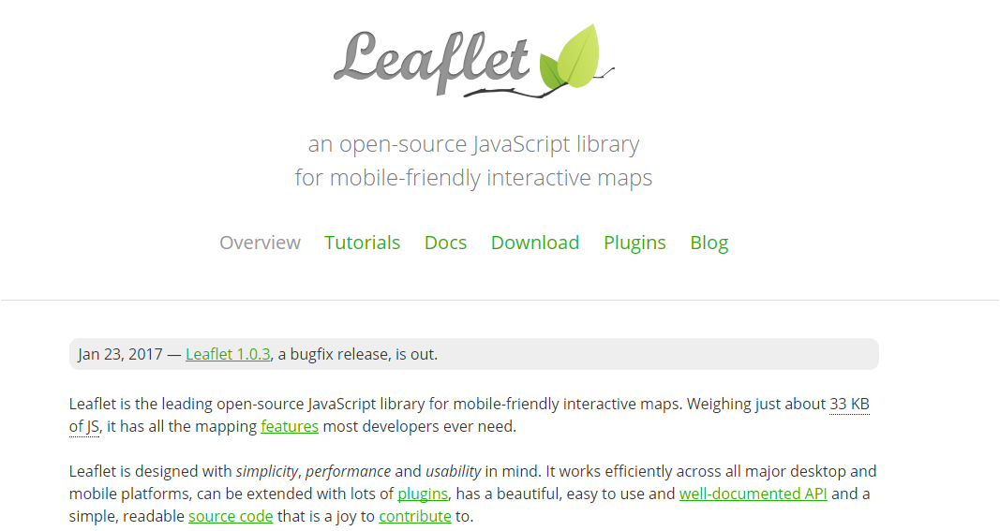 Leaflet
an open-source JavaScript library
for mobile-friendly interactive maps
Overview Tutorials Docs Download Plugins Blog
Jan 23, 2017 — Leaflet 1.0.3, a bugfix release, is out.
Leaflet is the leading open-source JavaScript library for mobile-friendly interactive maps. Weighing just about 33 KB
of JS, it has all the mapping features most developers ever need.
Leaflet is designed with simplicity, performance and usability in mind. It works efficiently across all major desktop and
mobile platforms, can be extended with lots of plugins, has a beautiful, easy to use and well-documented API and a
simple, readable source code that is a joy to contribute to.